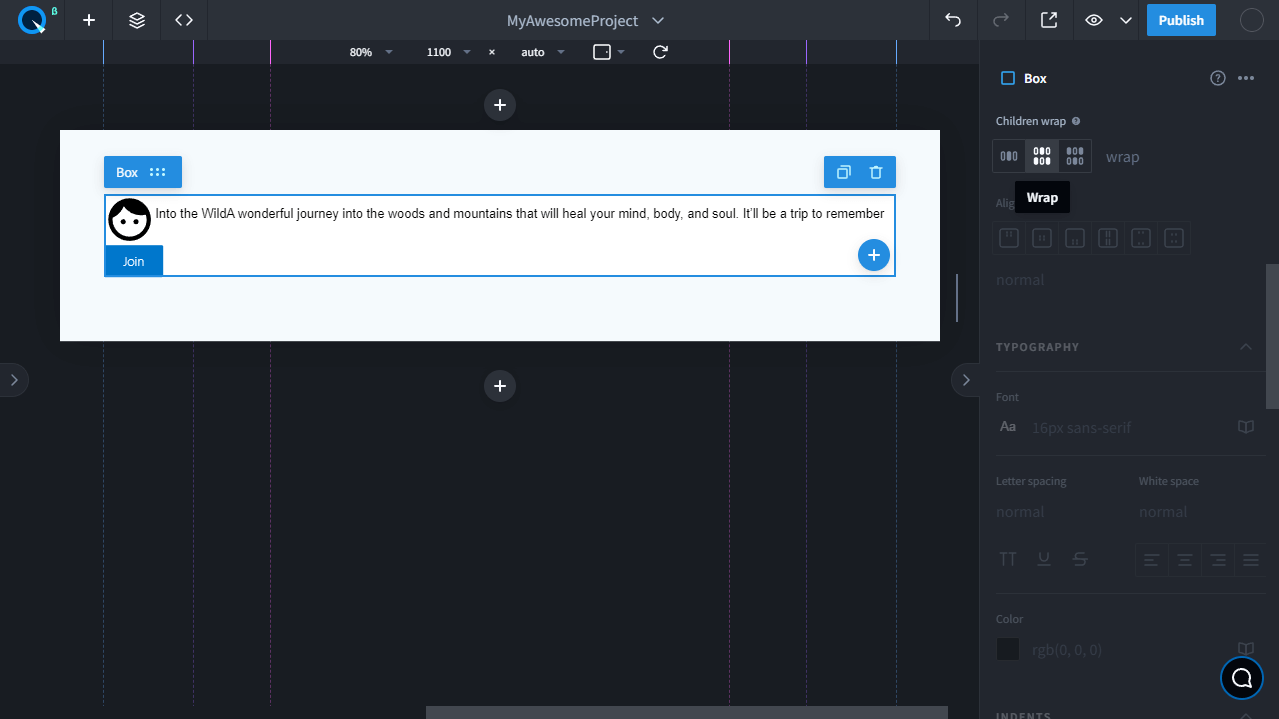 β
MyAwesomeProject
Publish
80%
1100
×
auto
Box
Children wrap
wrap
Wrap
normal
TYPOGRAPHY
Font
Aa 16px sans-serif
Letter spacing White space
normal normal
Color
rgb(0, 0, 0)
INDENTS
Box
Into the WildA wonderful journey into the woods and mountains that will heal your mind, body, and soul. It'll be a trip to remember
Join